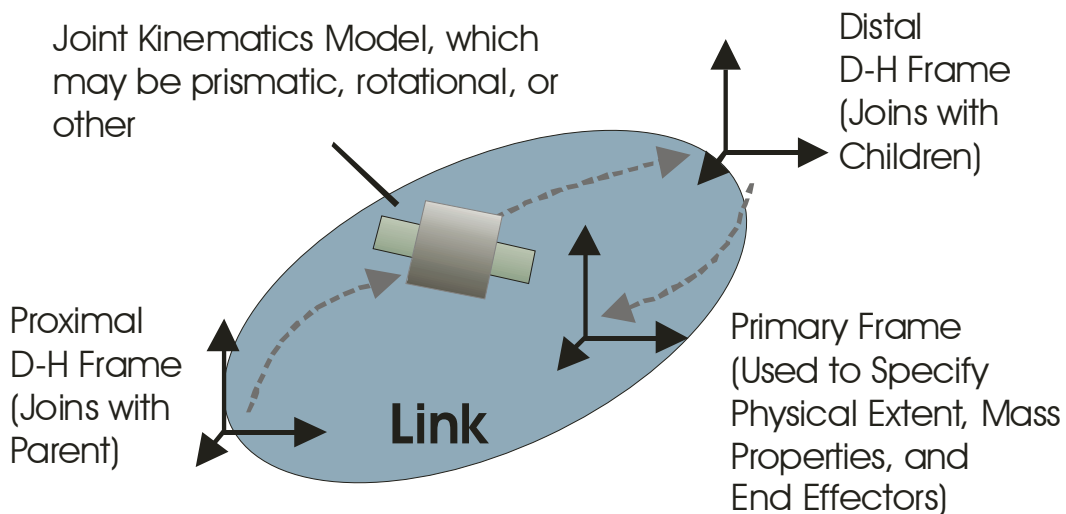 Joint Kinematics Model, which
may be prismatic, rotational, or
other
Distal
D-H Frame
(Joins with
Children)
Proximal
D-H Frame
(Joins with
Parent)
Link
Primary Frame
(Used to Specify
Physical Extent, Mass
Properties, and
End Effectors)